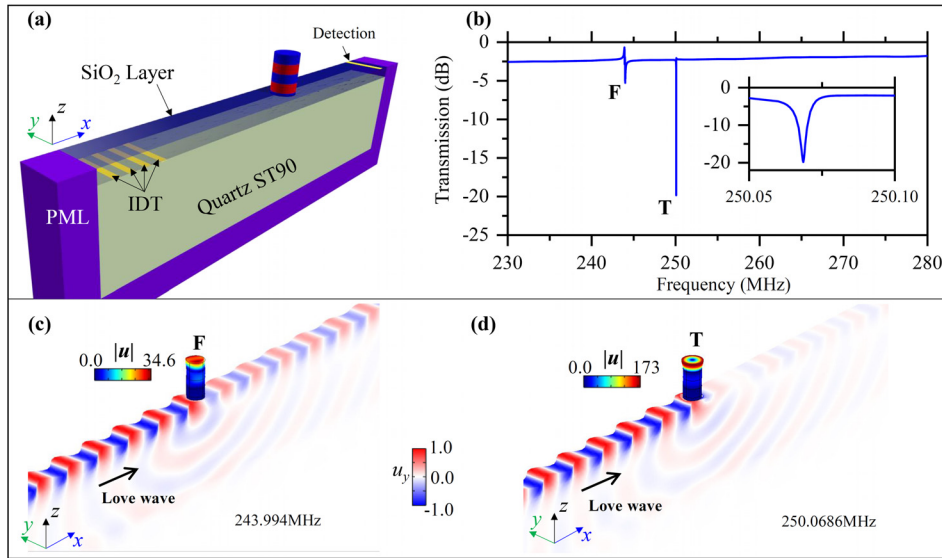 (a)
Detection
SiO₂ Layer
z
y
x
IDT
PML
Quartz ST90
(b)
Transmission (dB)
0
-5
-10
-15
-20
-25
F
T
0
-10
-20
250.05
250.10
230
240
250
260
270
280
Frequency (MHz)
(c)
F
|u|
0.0
34.6
Love wave
z
y
x
243.994MHz
1.0
u_y
0.0
-1.0
(d)
T
|u|
0.0
173
Love wave
z
y
x
250.0686MHz